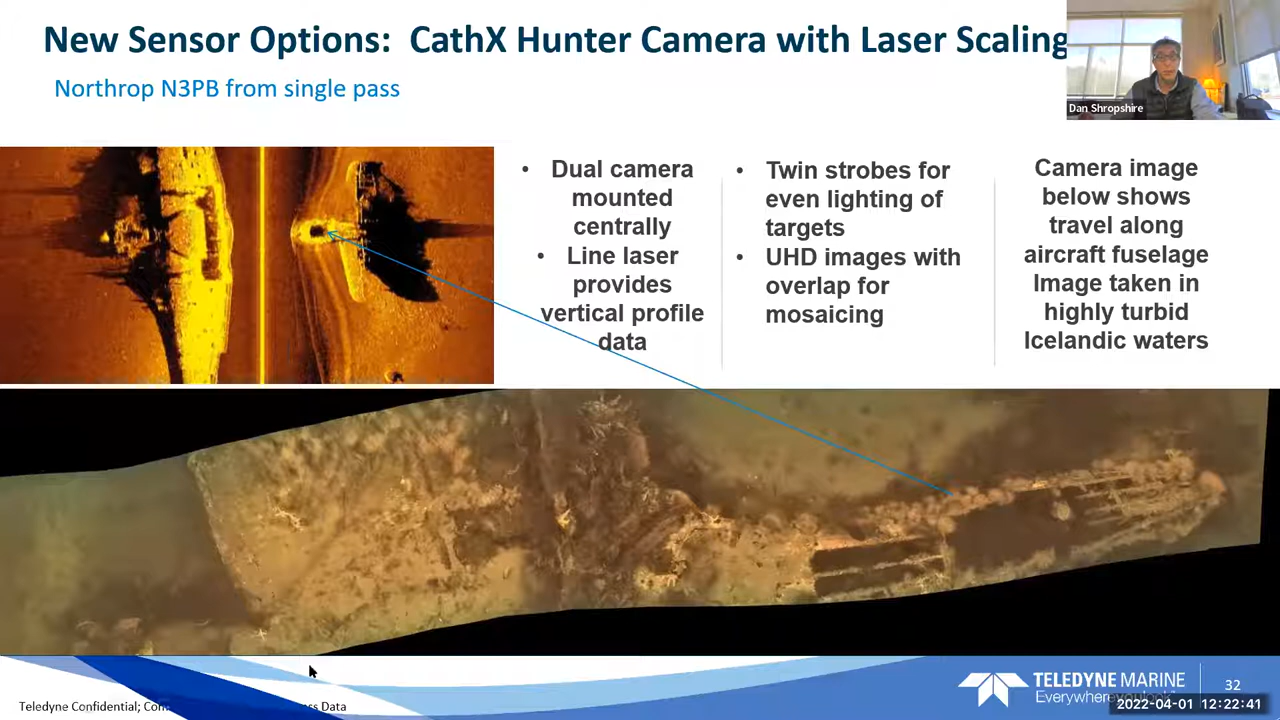 New Sensor Options: CathX Hunter Camera with Laser Scaling
Northrop N3PB from single pass
Dan Shropshire
• Dual camera
mounted
centrally
• Line laser
provides
vertical profile
data
• Twin strobes for
even lighting of
targets
• UHD images with
overlap for
mosaicing
Camera image
below shows
travel along
aircraft fuselage
Image taken in
highly turbid
Icelandic waters
TELEDYNE MARINE
Everywhereyoulook
32
Teledyne Confidential; ss Data
2022-04-01 12:22:41